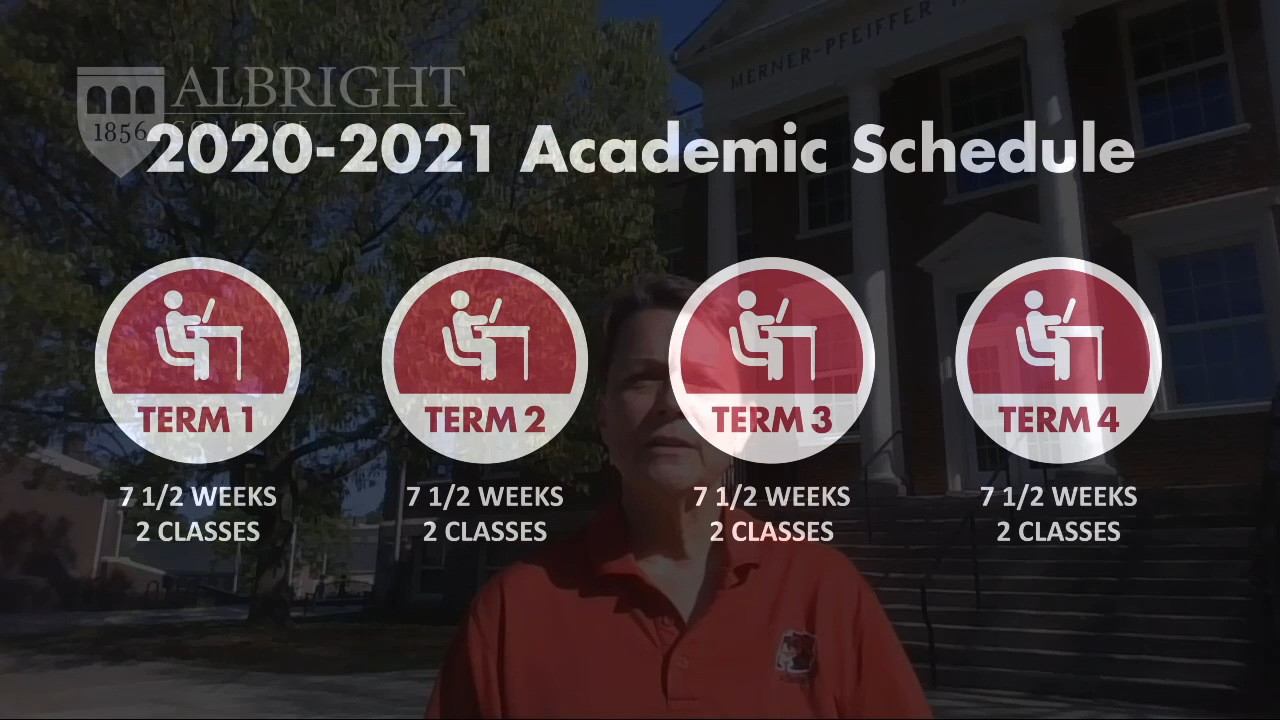 ALBRIGHT
COLLEGE
1856
2020-2021 Academic Schedule
MERNER-PFEIFFER
TERM 1
7 1/2 WEEKS
2 CLASSES
TERM 2
7 1/2 WEEKS
2 CLASSES
TERM 3
7 1/2 WEEKS
2 CLASSES
TERM 4
7 1/2 WEEKS
2 CLASSES